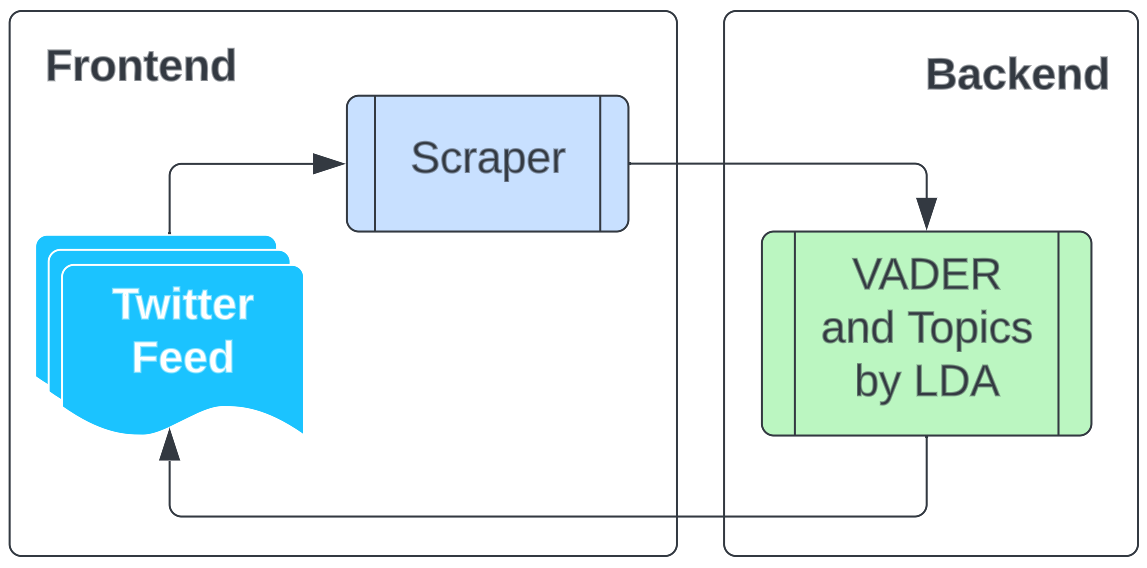 Frontend
Backend
Scraper
Twitter
Feed
VADER
and Topics
by LDA